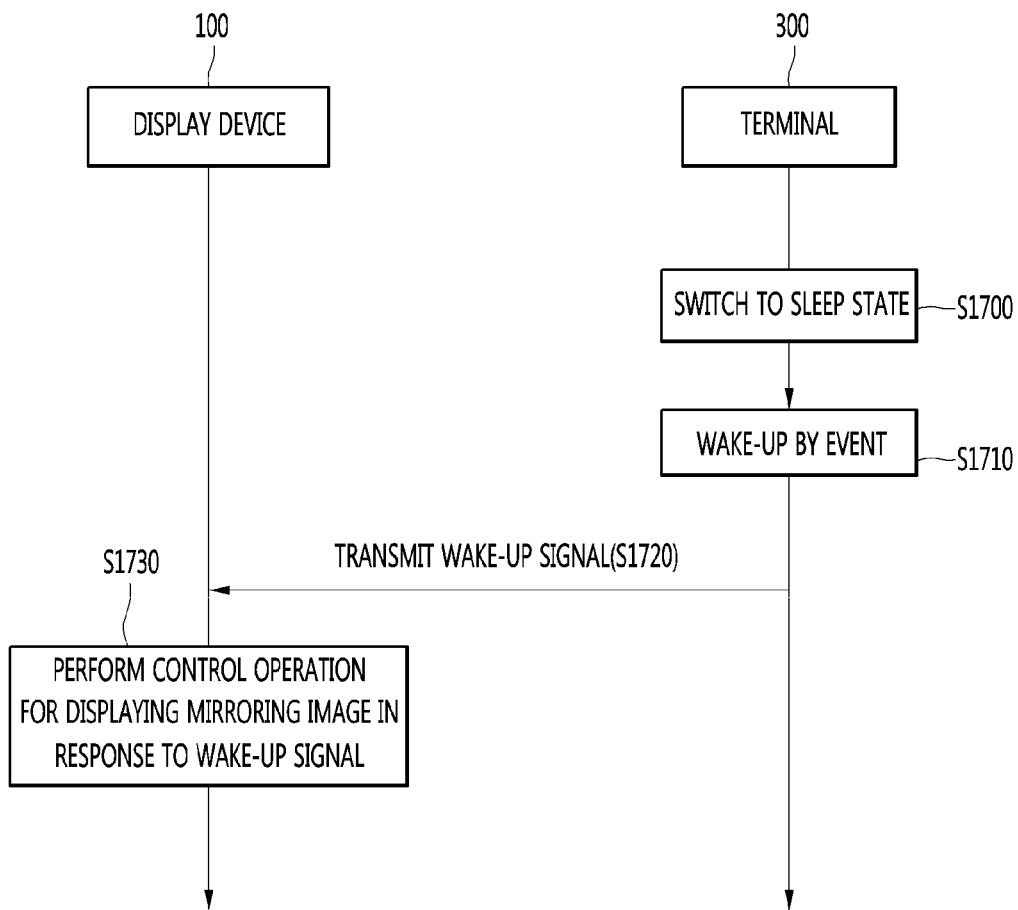 100
300
DISPLAY DEVICE
TERMINAL
SWITCH TO SLEEP STATE
S1700
WAKE-UP BY EVENT
S1710
TRANSMIT WAKE-UP SIGNAL(S1720)
S1730
PERFORM CONTROL OPERATION
FOR DISPLAYING MIRRORING IMAGE IN
RESPONSE TO WAKE-UP SIGNAL